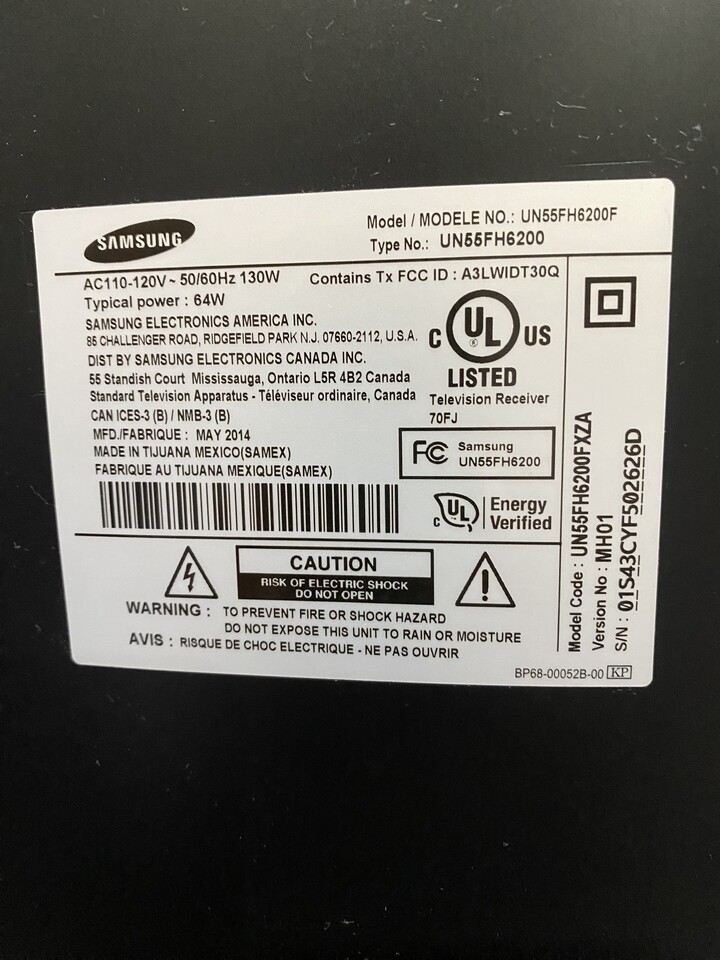 SAMSUNG
Model / MODELE NO.: UN55FH6200F
Type No.: UN55FH6200
AC110-120V~ 50/60Hz 130W
Contains Tx FCC ID : A3LWIDT30Q
Typical power : 64W
SAMSUNG ELECTRONICS AMERICA INC.
85 CHALLENGER ROAD, RIDGEFIELD PARK N.J. 07660-2112, U.S.A.
DIST BY SAMSUNG ELECTRONICS CANADA INC.
55 Standish Court Mississauga, Ontario L5R 4B2 Canada
Standard Television Apparatus - Téléviseur ordinaire, Canada
CAN ICES-3 (B) / NMB-3 (B)
MFD./FABRIQUE : MAY 2014
MADE IN TIJUANA MEXICO(SAMEX)
FABRIQUE AU TIJUANA MEXIQUE(SAMEX)
C UL ® US
LISTED
Television Receiver
70FJ
FC Samsung
UN55FH6200
C UL Energy
Verified
CAUTION
RISK OF ELECTRIC SHOCK
DO NOT OPEN
WARNING : TO PREVENT FIRE OR SHOCK HAZARD
DO NOT EXPOSE THIS UNIT TO RAIN OR MOISTURE
AVIS : RISQUE DE CHOC ELECTRIQUE - NE PAS OUVRIR
BP68-00052B-00 KP
Model Code : UN55FH6200FXZA
Version No : MH01
S/N : 01S43CYF502626D